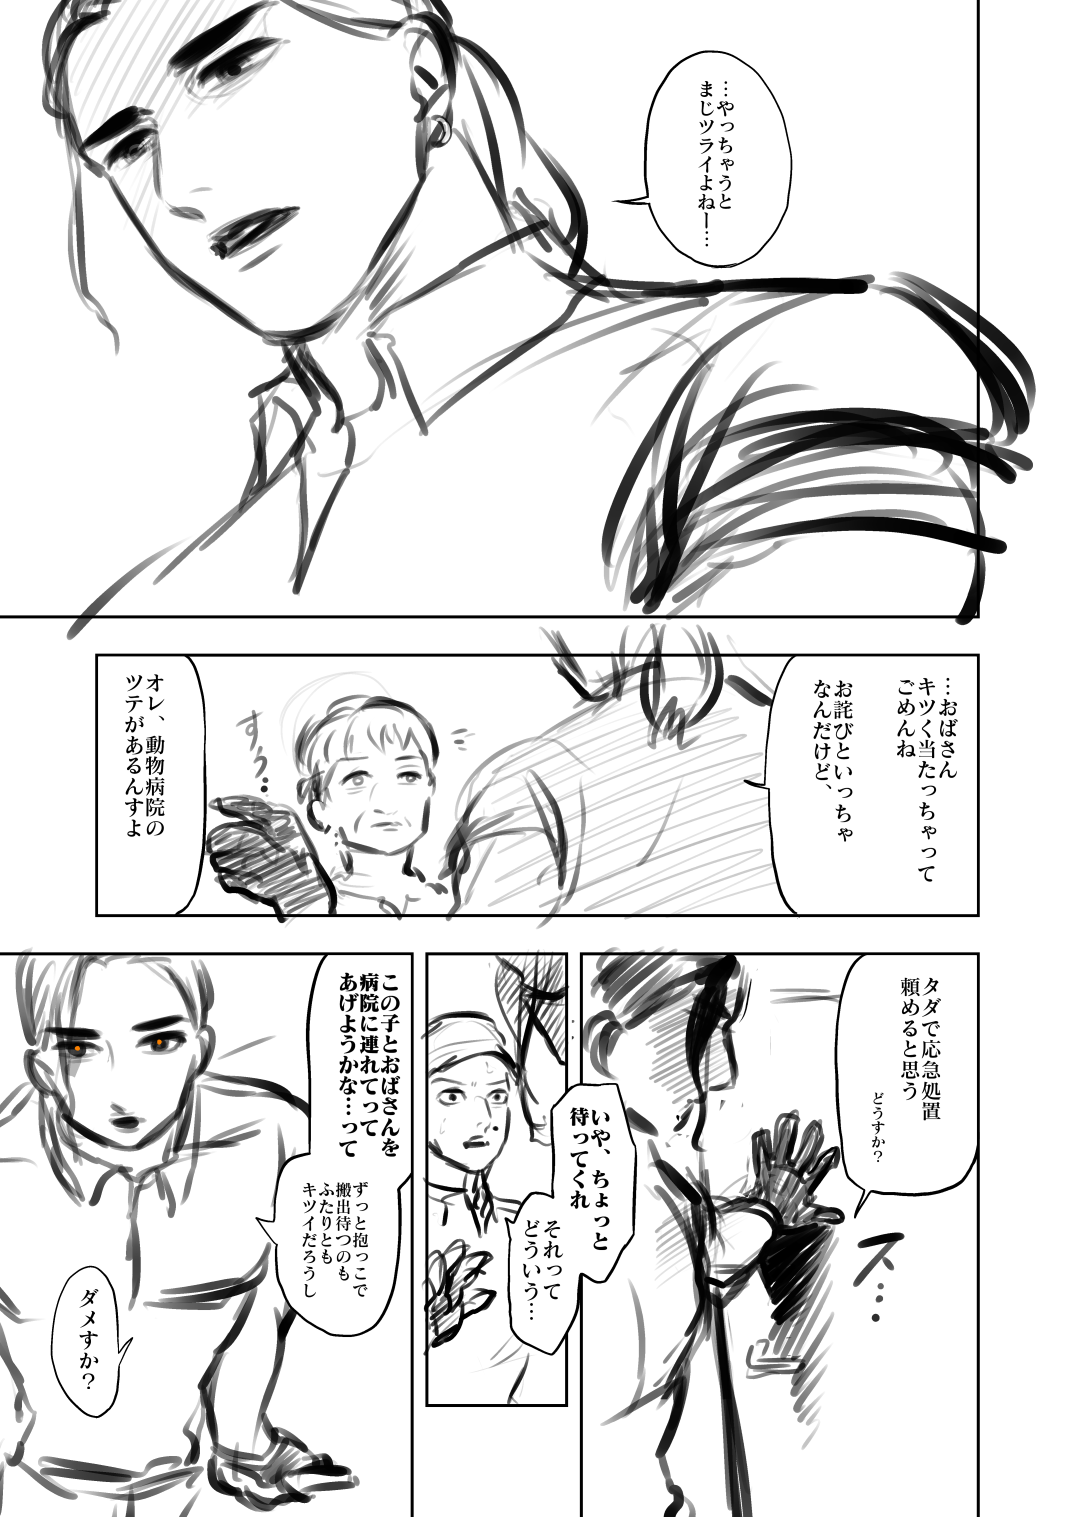 …やっちゃうと
まじツライよねー…
…おばさん
キツく当たっちゃって
ごめんね
お詫びといっちゃ
なんだけど、
すぅ…
オレ、動物病院の
ツテがあるんすよ
タダで応急処置
頼めると思う
どうすか?
ス…
いや、ちょっと
待ってくれ
それって
どういう…
この子とおばさんを
病院に連れてって
あげようかな…って
ずっと抱っこで
搬出待つのも
ふたりとも
キツイだろうし
ダメすか?